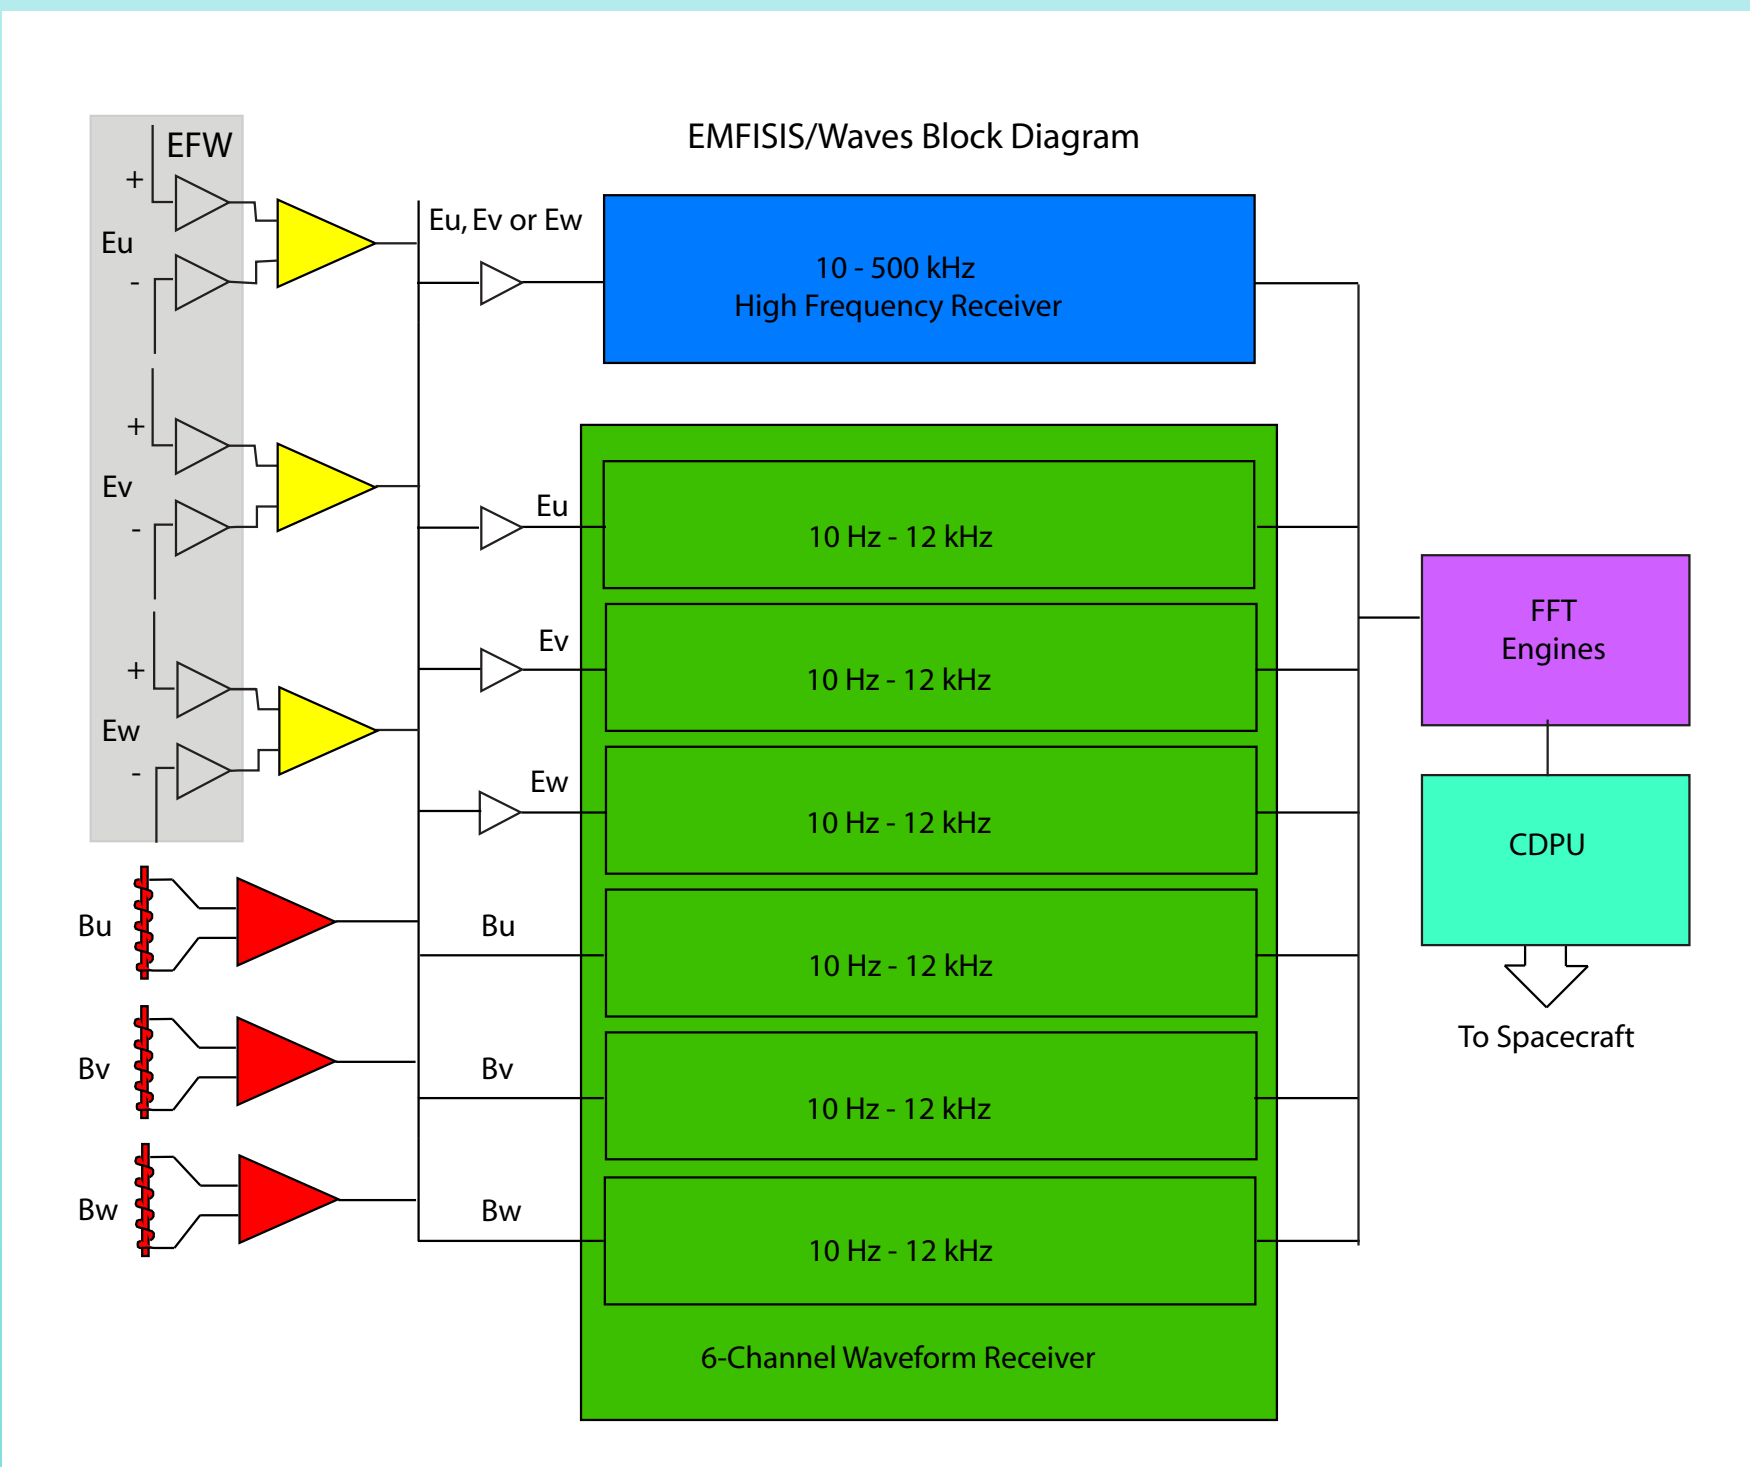 EMFISIS/Waves Block Diagram
EFW
+
Eu
-
+
Ev
-
+
Ew
-
Bu
Bv
Bw
Eu, Ev or Ew
10 - 500 kHz
High Frequency Receiver
Eu
10 Hz - 12 kHz
Ev
10 Hz - 12 kHz
Ew
10 Hz - 12 kHz
Bu
10 Hz - 12 kHz
Bv
10 Hz - 12 kHz
Bw
10 Hz - 12 kHz
6-Channel Waveform Receiver
FFT
Engines
CDPU
To Spacecraft